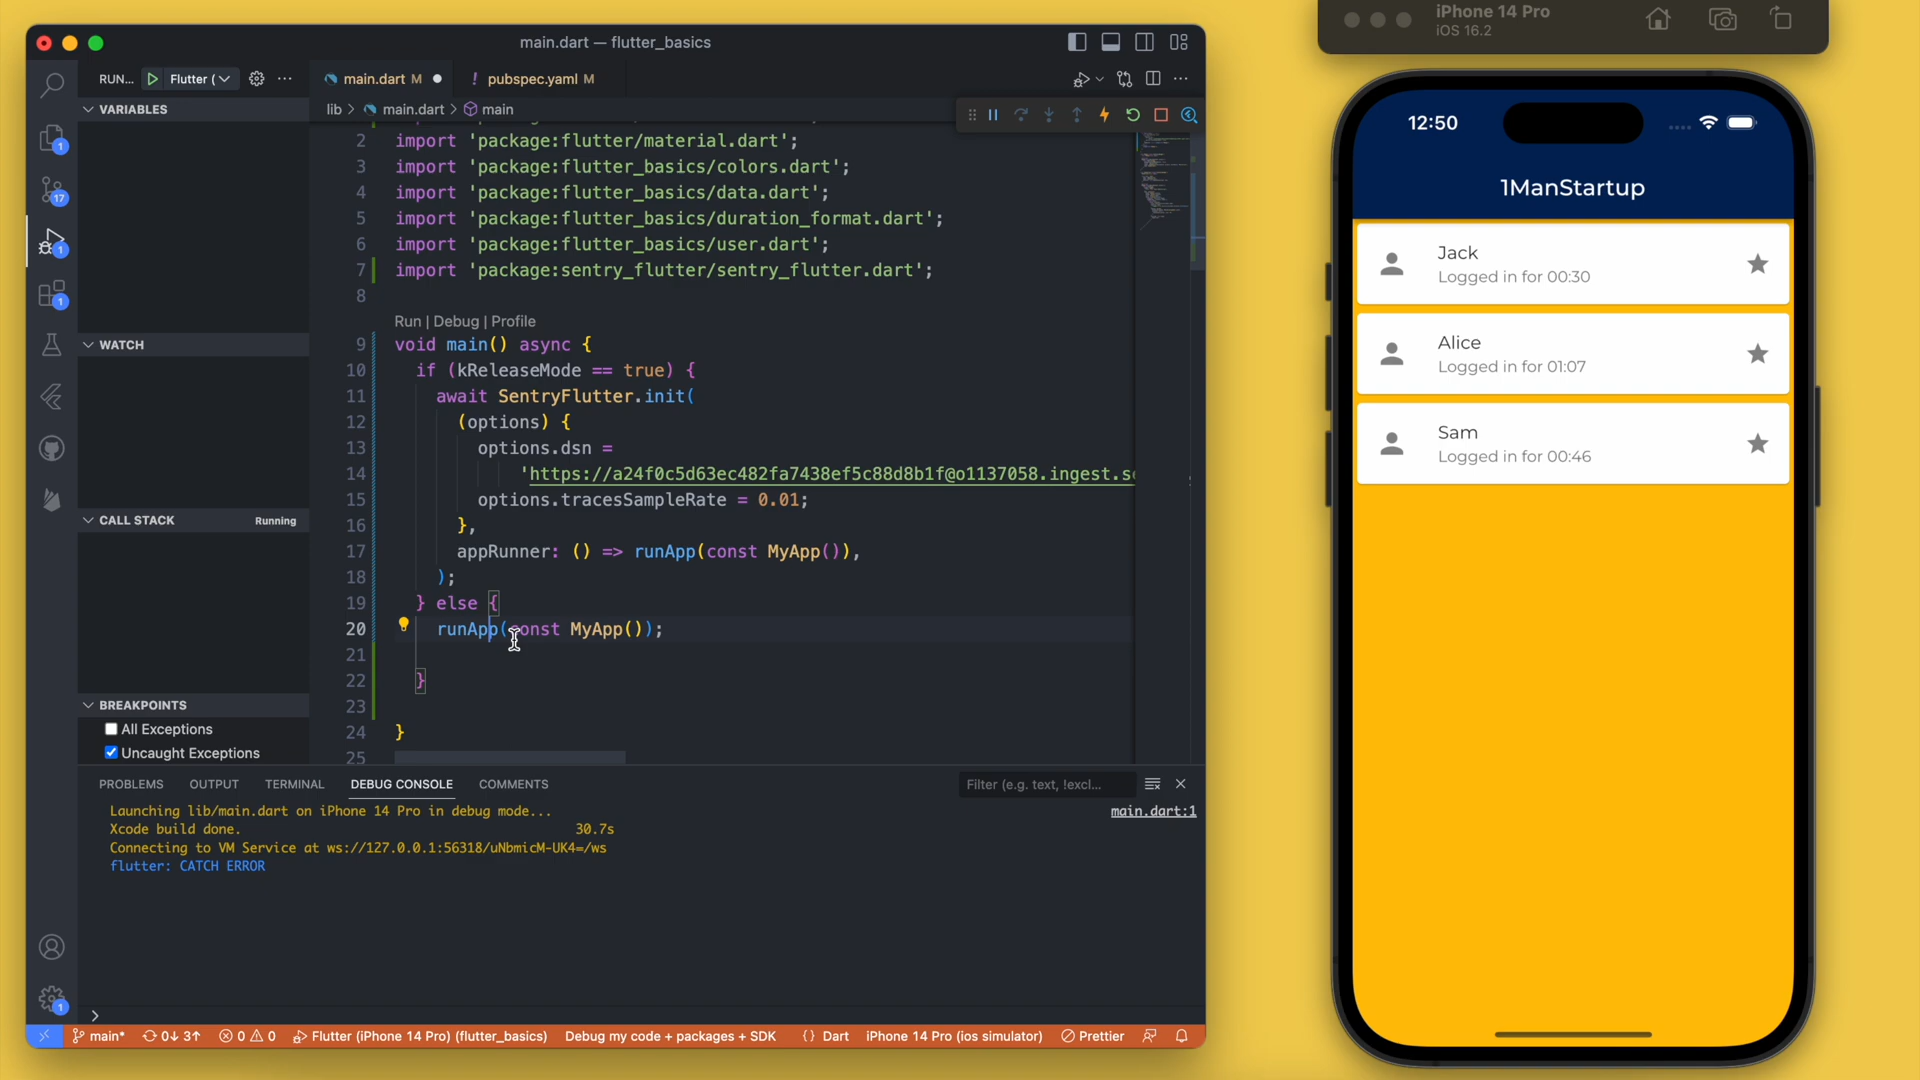 main.dart — flutter_basics
RUN...
Flutter (
main.dart M
! pubspec.yaml M
lib > main.dart > main
VARIABLES
WATCH
CALL STACK
Running
BREAKPOINTS
All Exceptions
Uncaught Exceptions
1
17
1
1
1
2 import 'package:flutter/material.dart';
3 import 'package:flutter_basics/colors.dart';
4 import 'package:flutter_basics/data.dart';
5 import 'package:flutter_basics/duration_format.dart';
6 import 'package:flutter_basics/user.dart';
7 import 'package:sentry_flutter/sentry_flutter.dart';
8
Run | Debug | Profile
9 void main() async {
10 if (kReleaseMode == true) {
11 await SentryFlutter.init(
12 (options) {
13 options.dsn =
14 'https://a24f0c5d63ec482fa7438ef5c88d8b1f@o1137058.ingest.se
15 options.tracesSampleRate = 0.01;
16 },
17 appRunner: () => runApp(const MyApp()),
18 );
19 } else {
20 runApp(const MyApp());
21
22 }
23
24 }
25
PROBLEMS OUTPUT TERMINAL DEBUG CONSOLE COMMENTS
Filter (e.g. text, !excl...
Launching lib/main.dart on iPhone 14 Pro in debug mode...
main.dart:1
Xcode build done. 30.7s
Connecting to VM Service at ws://127.0.0.1:56318/uNbmicM-UK4=/ws
flutter: CATCH ERROR
main* 0↓ 3↑ 0 0 Flutter (iPhone 14 Pro) (flutter_basics) Debug my code + packages + SDK {} Dart iPhone 14 Pro (ios simulator) Prettier
iPhone 14 Pro
iOS 16.2
12:50
1ManStartup
Jack
Logged in for 00:30
Alice
Logged in for 01:07
Sam
Logged in for 00:46